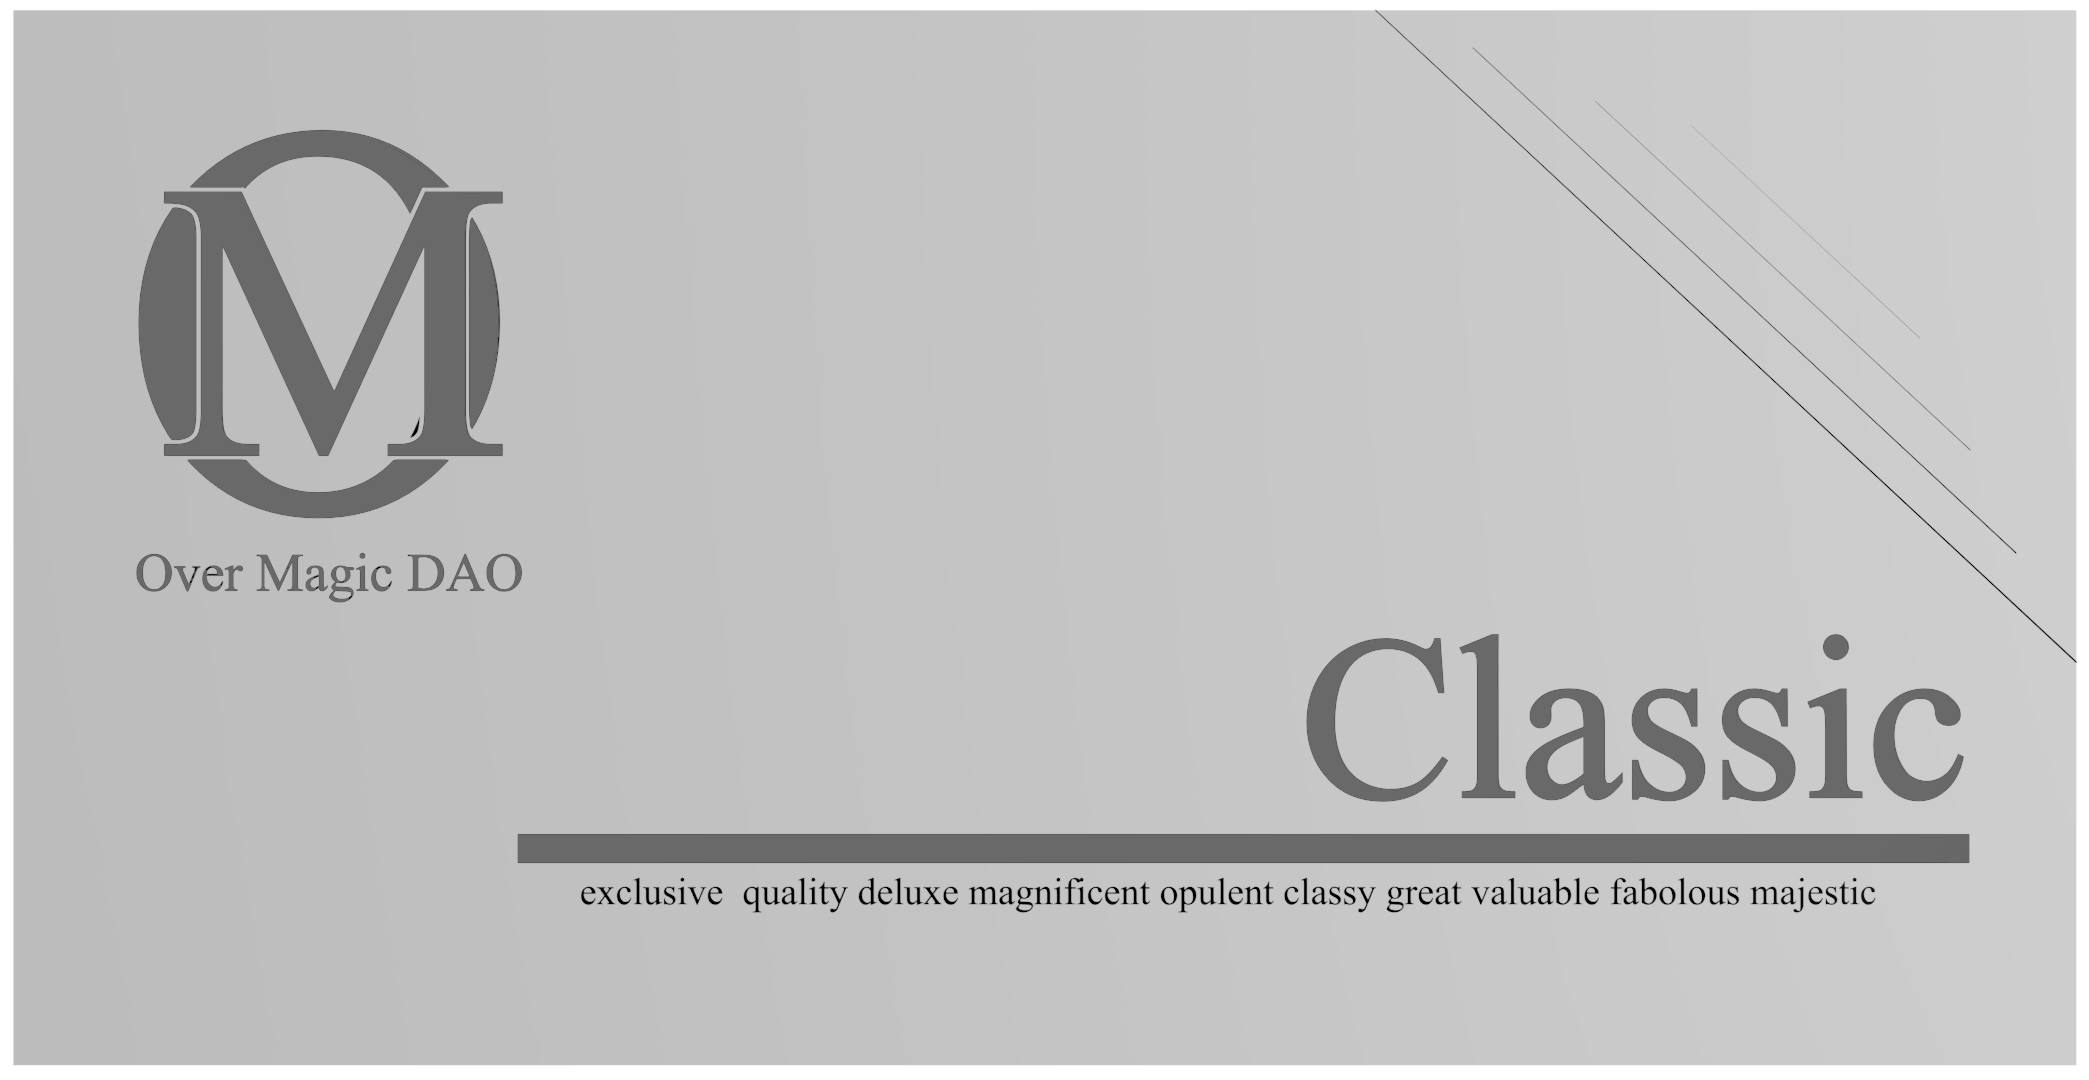 OM
Over Magic DAO
Classic
exclusive  quality deluxe magnificent opulent classy great valuable fabolous majestic